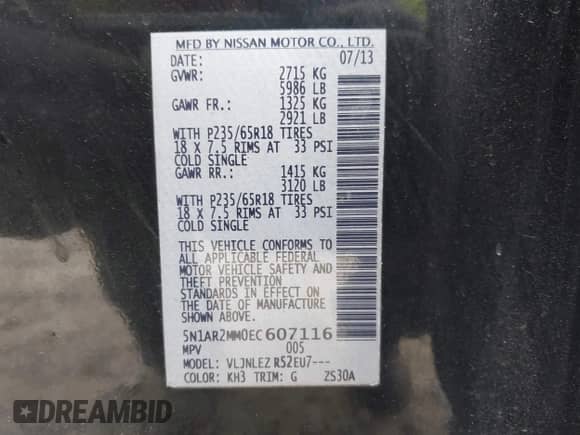 MFD BY NISSAN MOTOR CO., LTD.
DATE: 07/13
GVWR: 2715 KG
5986 LB
GAWR FR.: 1325 KG
2921 LB
WITH P235/65R18 TIRES
18 X 7.5 RIMS AT 33 PSI
COLD SINGLE
GAWR RR.: 1415 KG
3120 LB
WITH P235/65R18 TIRES
18 X 7.5 RIMS AT 33 PSI
COLD SINGLE
THIS VEHICLE CONFORMS TO
ALL APPLICABLE FEDERAL
MOTOR VEHICLE SAFETY AND
THEFT PREVENTION
STANDARDS IN EFFECT ON
THE DATE OF MANUFACTURE
SHOWN ABOVE.
5N1AR2MM0EC607116
MPV 005
MODEL: VLJNLEZ R52EU7---
COLOR: KH3 TRIM: G ZS30A
DREAMBID